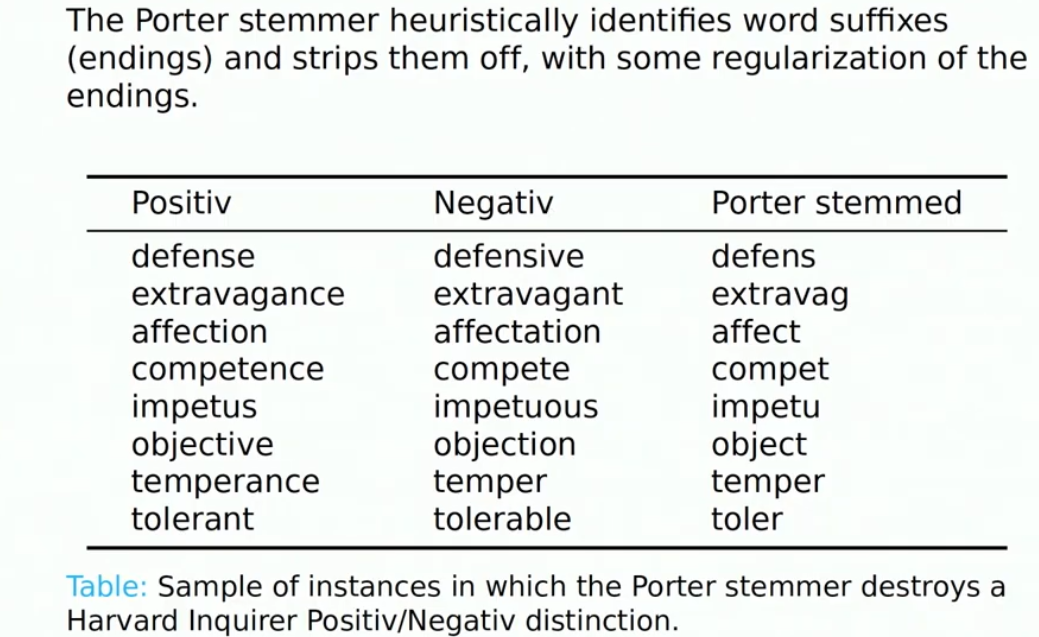 The Porter stemmer heuristically identifies word suffixes
(endings) and strips them off, with some regularization of the
endings.
Positiv Negativ Porter stemmed
defense defensive defens
extravagance extravagant extravag
affection affectation affect
competence compete compet
impetus impetuous impetu
objective objection object
temperance temper temper
tolerant tolerable toler
Table: Sample of instances in which the Porter stemmer destroys a
Harvard Inquirer Positiv/Negativ distinction.